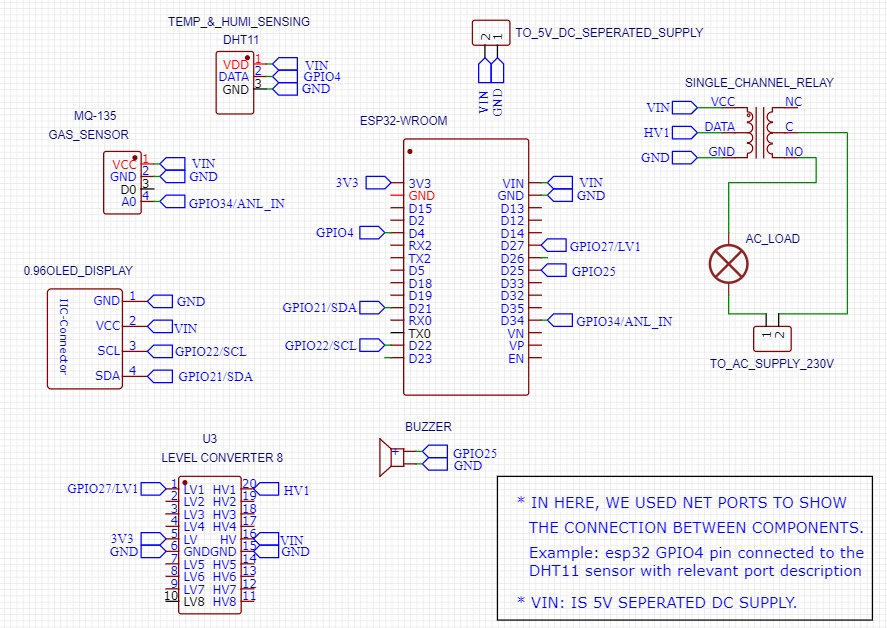 TEMP_&_HUMI_SENSING
DHT11
VDD 1 VIN
DATA 2 GPIO4
GND 3 GND
2 1
TO_5V_DC_SEPERATED_SUPPLY
VIN
GND
MQ-135
GAS_SENSOR
VCC 1 VIN
GND 2 GND
D0 3
A0 4 GPIO34/ANL_IN
0.96OLED_DISPLAY
IIC-Connector
GND 1 GND
VCC 2 VIN
SCL 3 GPIO22/SCL
SDA 4 GPIO21/SDA
ESP32-WROOM
3V3 3V3 VIN VIN
GND GND GND
D15 D13
D2 D12
GPIO4 D4 D14
RX2 D27 GPIO27/LV1
TX2 D26
D5 D25 GPIO25
D18 D33
D19 D32
GPIO21/SDA D21 D35
RX0 D34 GPIO34/ANL_IN
TX0 VN
GPIO22/SCL D22 VP
D23 EN
SINGLE_CHANNEL_RELAY
VIN VCC NC
HV1 DATA C
GND GND NO
AC_LOAD
1 2
TO_AC_SUPPLY_230V
U3
LEVEL CONVERTER 8
GPIO27/LV1 1 LV1 HV1 20 HV1
2 LV2 HV2 19
3 LV3 HV3 18
4 LV4 HV4 17
3V3 5 LV HV 16 VIN
GND 6 GND GND 15 GND
7 LV5 HV5 14
8 LV6 HV6 13
9 LV7 HV7 12
10 LV8 HV8 11
BUZZER
+ GPIO25
GND
* IN HERE, WE USED NET PORTS TO SHOW
THE CONNECTION BETWEEN COMPONENTS.
Example: esp32 GPIO4 pin connected to the
DHT11 sensor with relevant port description
* VIN: IS 5V SEPERATED DC SUPPLY.